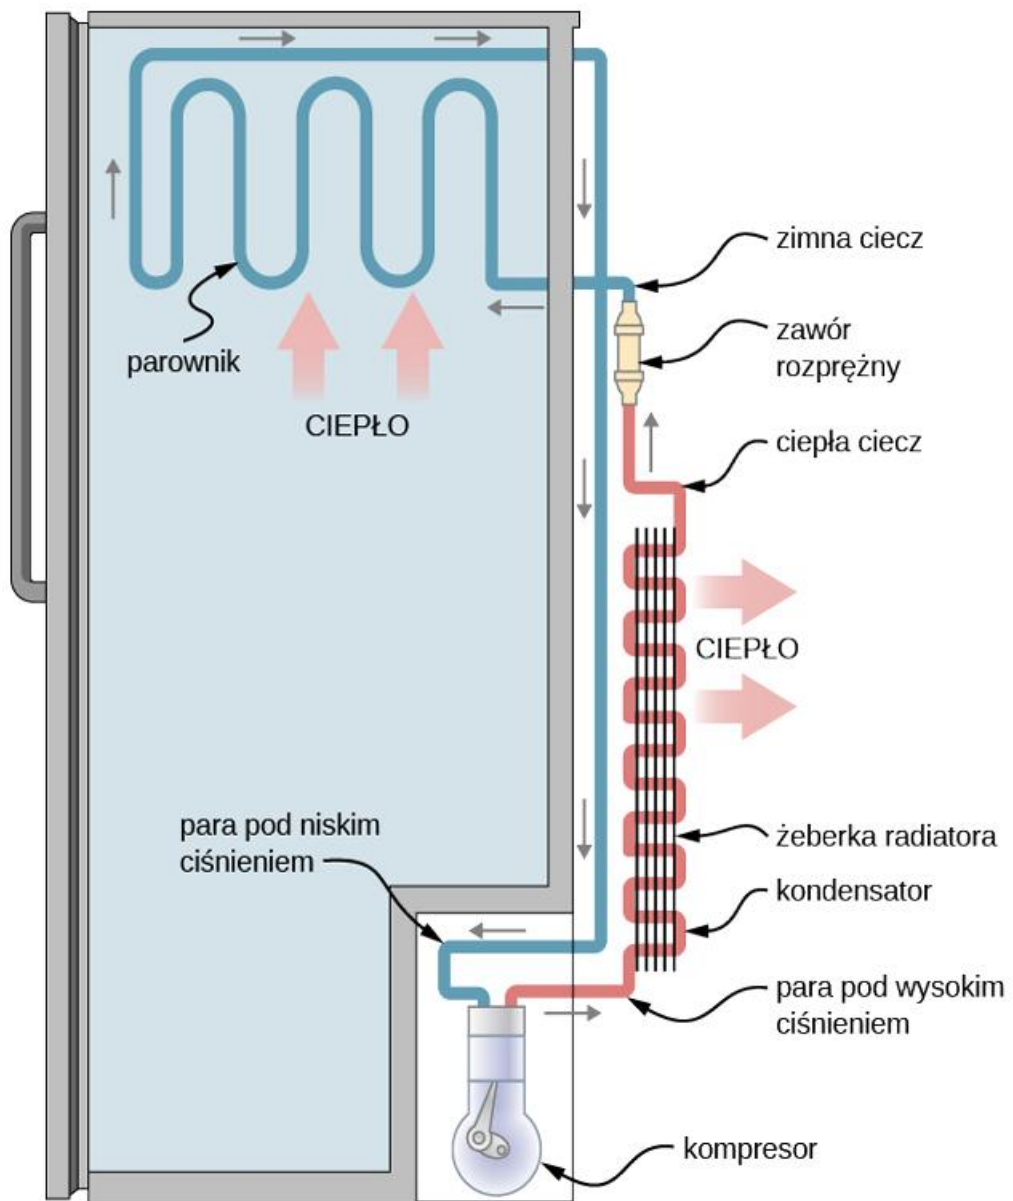 zimna ciecz
zawór
rozprężny
parownik
CIEPŁO
ciepła ciecz
CIEPŁO
para pod niskim
ciśnieniem
żeberka radiatora
kondensator
para pod wysokim
ciśnieniem
kompresor